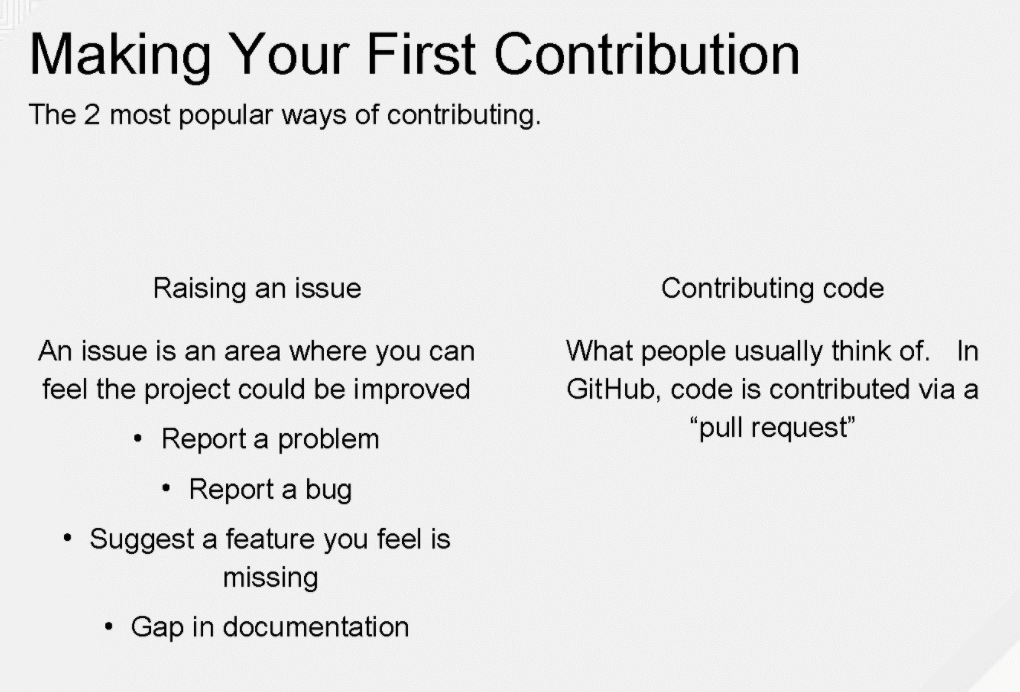 Making Your First Contribution
The 2 most popular ways of contributing.
Raising an issue
An issue is an area where you can
feel the project could be improved
• Report a problem
• Report a bug
• Suggest a feature you feel is
missing
• Gap in documentation
Contributing code
What people usually think of. In
GitHub, code is contributed via a
“pull request”